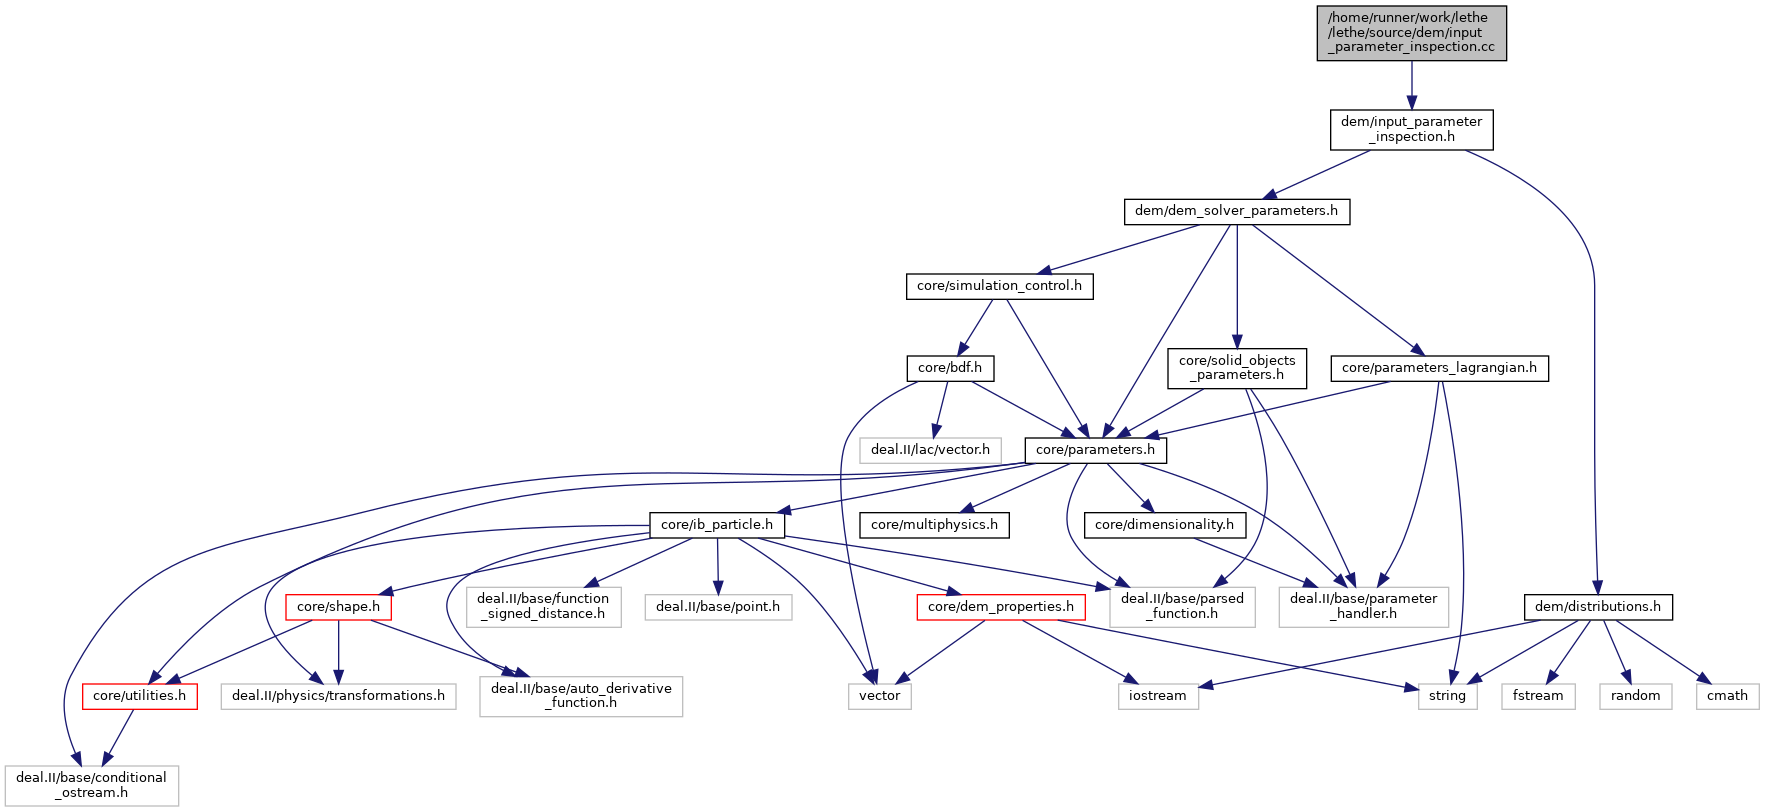 /home/runner/work/lethe
/lethe/source/dem/input
_parameter_inspection.cc
dem/input_parameter
_inspection.h
dem/dem_solver_parameters.h
core/simulation_control.h
core/bdf.h
core/solid_objects
_parameters.h
core/parameters_lagrangian.h
deal.II/lac/vector.h
core/parameters.h
core/ib_particle.h
core/multiphysics.h
core/dimensionality.h
core/shape.h
deal.II/base/function
_signed_distance.h
deal.II/base/point.h
core/dem_properties.h
deal.II/base/parsed
_function.h
deal.II/base/parameter
_handler.h
dem/distributions.h
core/utilities.h
deal.II/physics/transformations.h
deal.II/base/auto_derivative
_function.h
vector
iostream
string
fstream
random
cmath
deal.II/base/conditional
_ostream.h